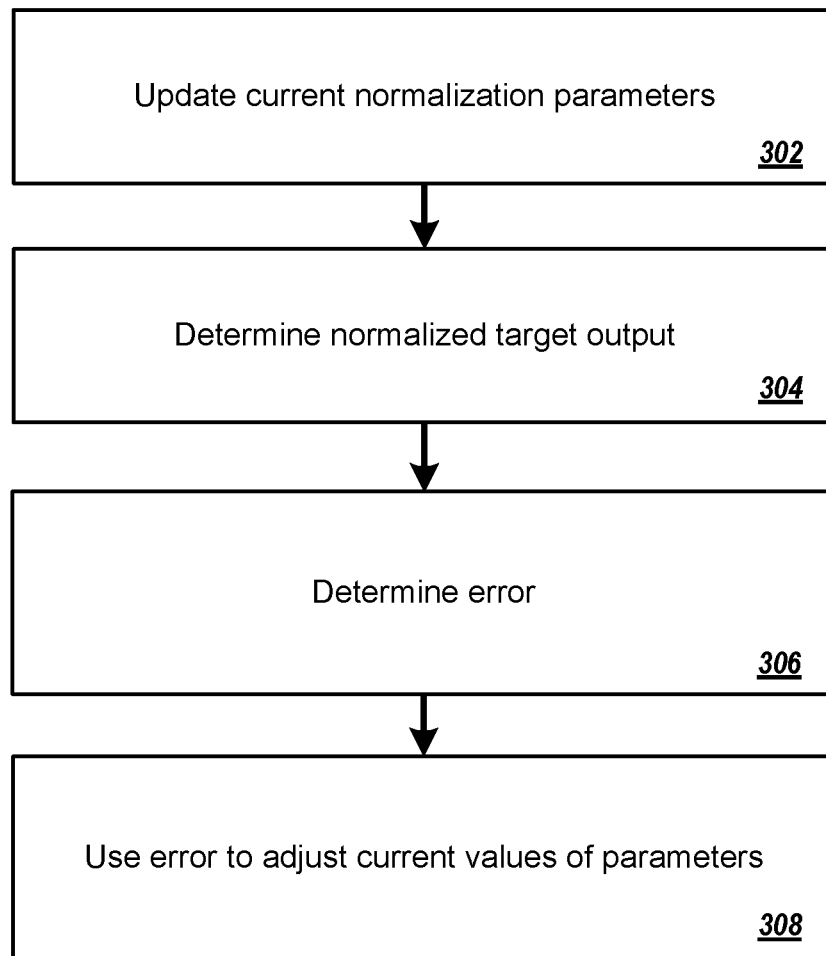 Update current normalization parameters
302
Determine normalized target output
304
Determine error
306
Use error to adjust current values of parameters
308